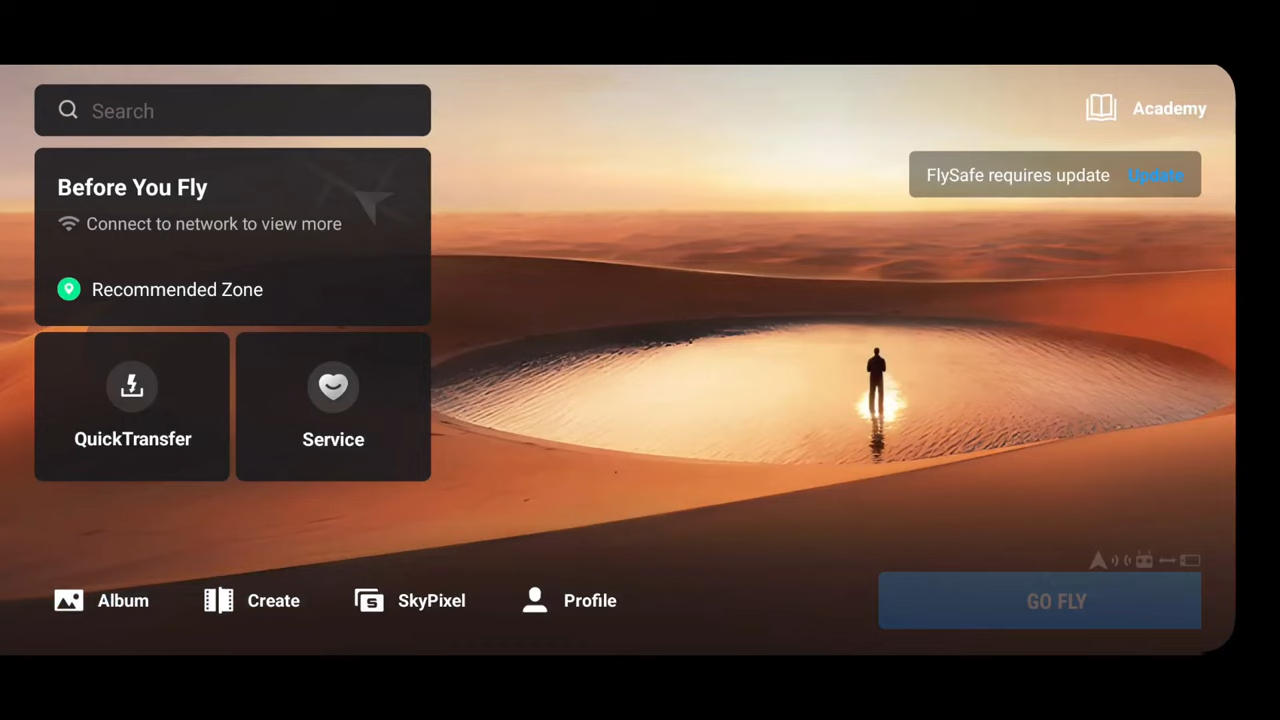 Search
Academy
Before You Fly
FlySafe requires update Update
Connect to network to view more
Recommended Zone
QuickTransfer
Service
Album
Create
SkyPixel
Profile
GO FLY